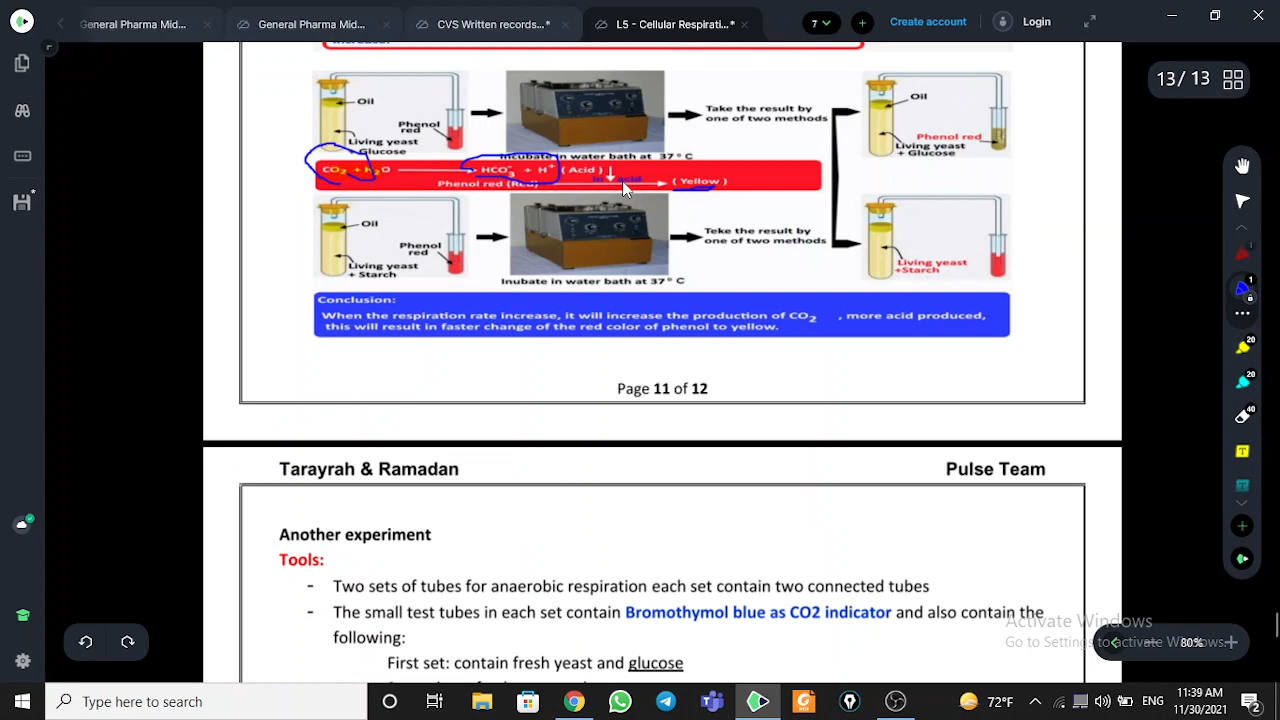 General Pharma Mid...
CVS Written Exam.*
L5 - Cellular Respirati...*
7
Create account
Login
13 / 13
Oil
Phenol
red
Living yeast
+ Glucose
Incubate in water bath at 37° C
Take the result by
one of two methods
Oil
Phenol red
Living yeast
+ Glucose
CO2 + H2O HCO3- + H+ ( Acid )
Phenol red (Red) ( Yellow )
Oil
Phenol
red
Living yeast
+ Starch
Inubate in water bath at 37° C
Teke the result by
one of two methods
Living yeast
+Starch
Conclusion:
When the respiration rate increase, it will increase the production of CO2 , more acid produced,
this will result in faster change of the red color of phenol to yellow.
Page 11 of 12
Tarayrah & Ramadan
Pulse Team
Another experiment
Tools:
- Two sets of tubes for anaerobic respiration each set contain two connected tubes
- The small test tubes in each set contain Bromothymol blue as CO2 indicator and also contain the
following:
First set: contain fresh yeast and glucose
1
1
20
20
40
T
80%
Activate Windows
Go to Settings to activate Windows.
Type here to search
72°F
11:39 AM
11/30/2021
2